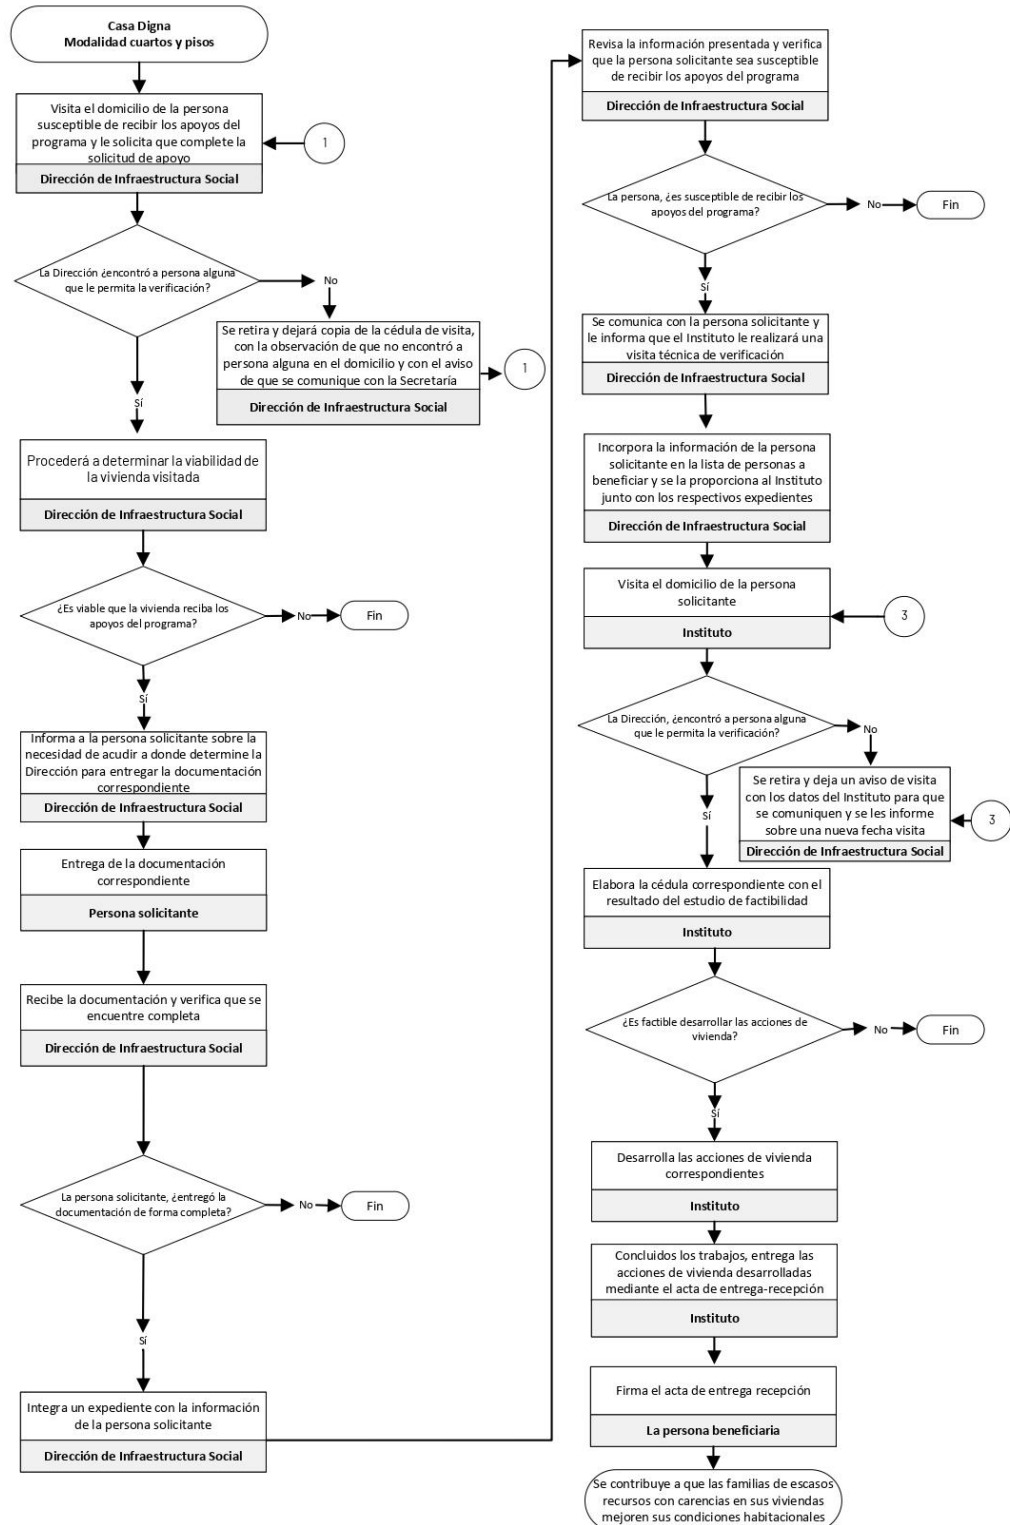 Casa Digna
Modalidad cuartos y pisos
Visita el domicilio de la persona
susceptible de recibir los apoyos del
programa y le solicita que complete la
solicitud de apoyo
Dirección de Infraestructura Social
1
La Dirección ¿encontró a persona alguna
que le permita la verificación?
No
Se retira y dejará copia de la cédula de visita,
con la observación de que no encontró a
persona alguna en el domicilio y con el aviso
de que se comunique con la Secretaría
Dirección de Infraestructura Social
1
Sí
Procederá a determinar la viabilidad de
la vivienda visitada
Dirección de Infraestructura Social
¿Es viable que la vivienda reciba los
apoyos del programa?
No
Fin
Sí
Informa a la persona solicitante sobre la
necesidad de acudir a donde determine la
Dirección para entregar la documentación
correspondiente
Dirección de Infraestructura Social
Entrega de la documentación
correspondiente
Persona solicitante
Recibe la documentación y verifica que se
encuentre completa
Dirección de Infraestructura Social
La persona solicitante, ¿entregó la
documentación de forma completa?
No
Fin
Sí
Integra un expediente con la información
de la persona solicitante
Dirección de Infraestructura Social
Revisa la información presentada y verifica
que la persona solicitante sea susceptible
de recibir los apoyos del programa
Dirección de Infraestructura Social
La persona, ¿es susceptible de recibir los
apoyos del programa?
No
Fin
Sí
Se comunica con la persona solicitante y
le informa que el Instituto le realizará una
visita técnica de verificación
Dirección de Infraestructura Social
Incorpora la información de la persona
solicitante en la lista de personas a
beneficiar y se la proporciona al Instituto
junto con los respectivos expedientes
Dirección de Infraestructura Social
Visita el domicilio de la persona
solicitante
Instituto
3
La Dirección, ¿encontró a persona alguna
que le permita la verificación?
No
Se retira y deja un aviso de visita
con los datos del Instituto para que
se comuniquen y se les informe
sobre una nueva fecha visita
Dirección de Infraestructura Social
3
Sí
Elabora la cédula correspondiente con el
resultado del estudio de factibilidad
Instituto
¿Es factible desarrollar las acciones de
vivienda?
No
Fin
Sí
Desarrolla las acciones de vivienda
correspondientes
Instituto
Concluidos los trabajos, entrega las
acciones de vivienda desarrolladas
mediante el acta de entrega-recepción
Instituto
Firma el acta de entrega recepción
La persona beneficiaria
Se contribuye a que las familias de escasos
recursos con carencias en sus viviendas
mejoren sus condiciones habitacionales